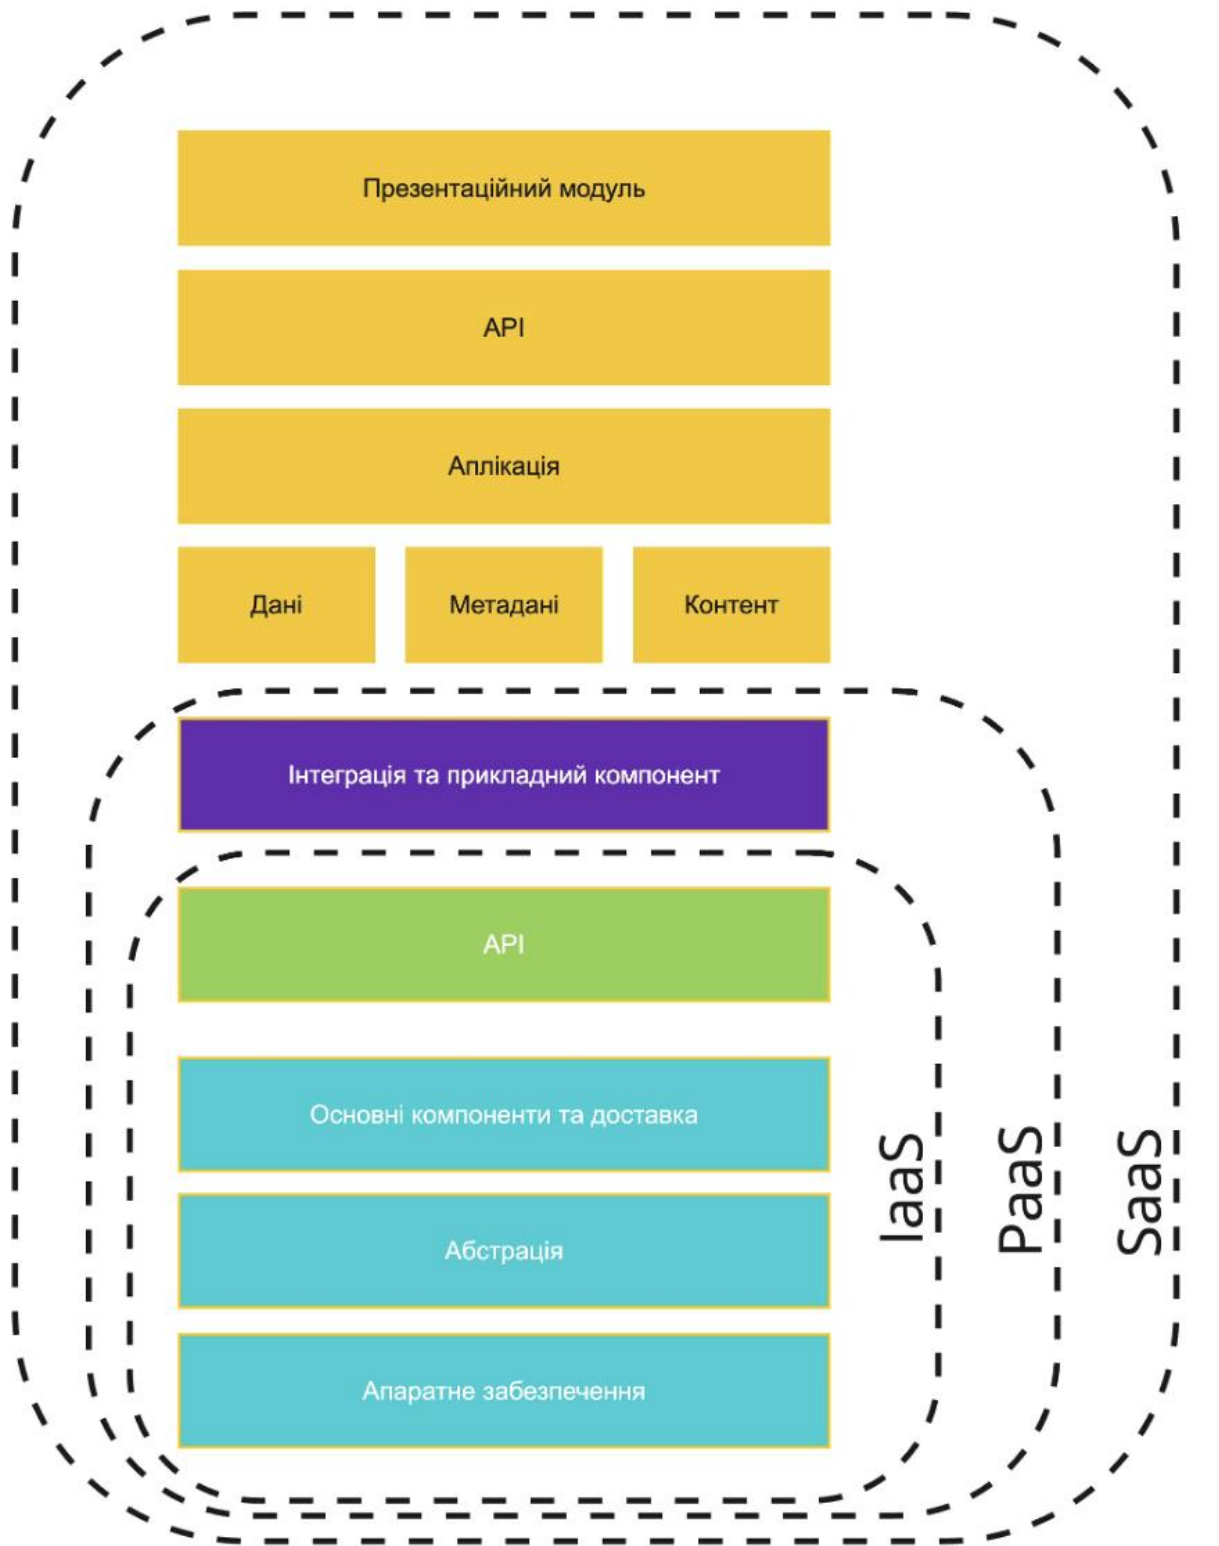 Презентаційний модуль
API
Аплікація
Дані
Метадані
Контент
Інтеграція та прикладний компонент
API
Основні компоненти та доставка
Абстрація
Апаратне забезпечення
IaaS
PaaS
SaaS